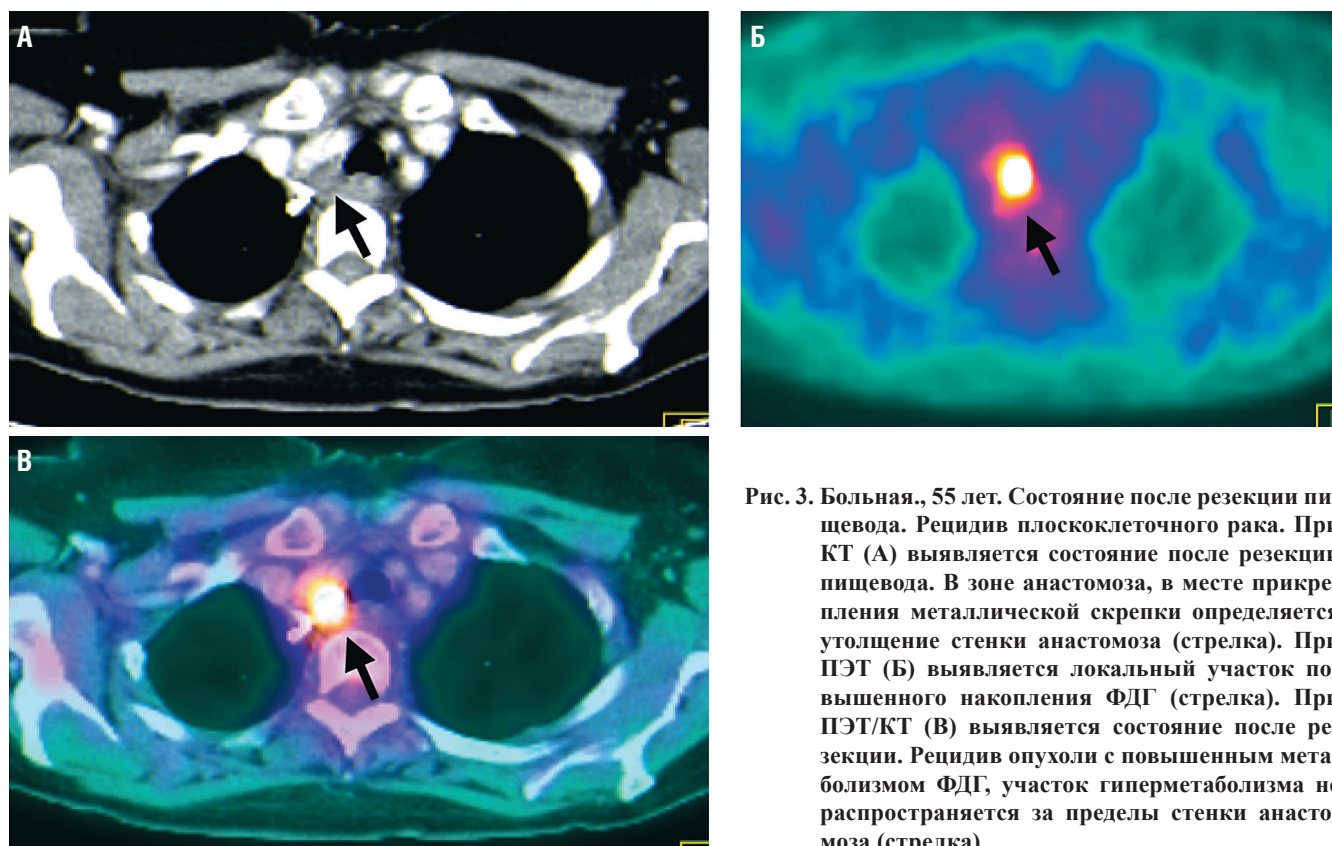 А
Б
В
Рис. 3. Больная., 55 лет. Состояние после резекции пи-
щевода. Рецидив плоскоклеточного рака. При
КТ (А) выявляется состояние после резекции
пищевода. В зоне анастомоза, в месте прикре-
пления металлической скрепки определяется
утолщение стенки анастомоза (стрелка). При
ПЭТ (Б) выявляется локальный участок по-
вышенного накопления ФДГ (стрелка). При
ПЭТ/КТ (В) выявляется состояние после ре-
зекции. Рецидив опухоли с повышенным мета-
болизмом ФДГ, участок гиперметаболизма не
распространяется за пределы стенки анасто-
моза (стрелка)